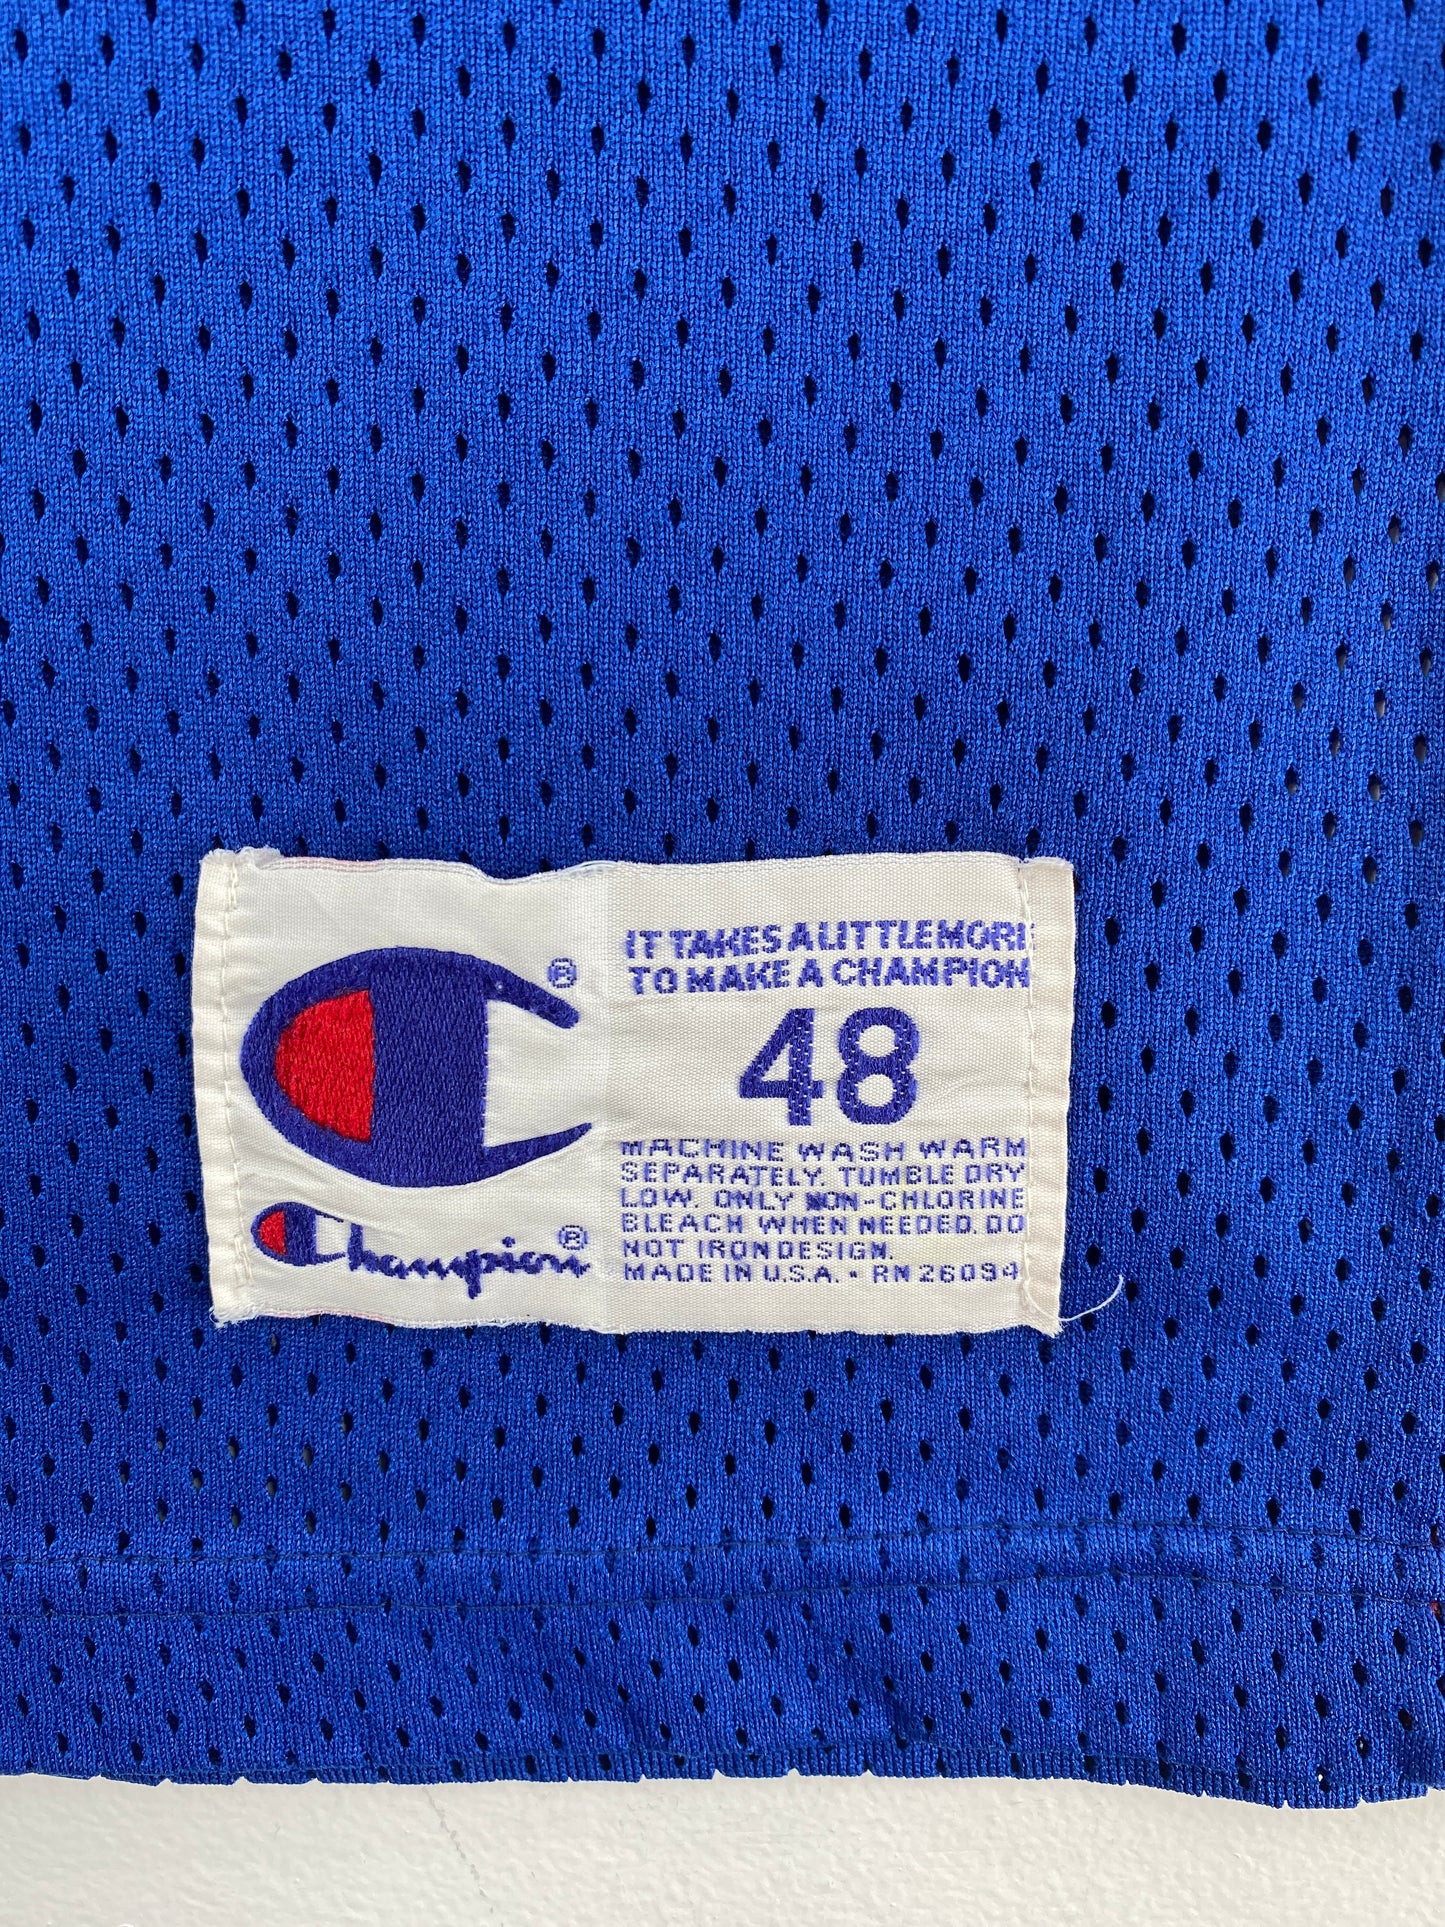 IT TAKES A LITTLE MORE
TO MAKE A CHAMPION
48
MACHINE WASH WARM
SEPARATELY. TUMBLE DRY
LOW. ONLY NON-CHLORINE
BLEACH WHEN NEEDED. DO
NOT IRON DESIGN.
MADE IN U.S.A. • RN 26094
®
Champion®